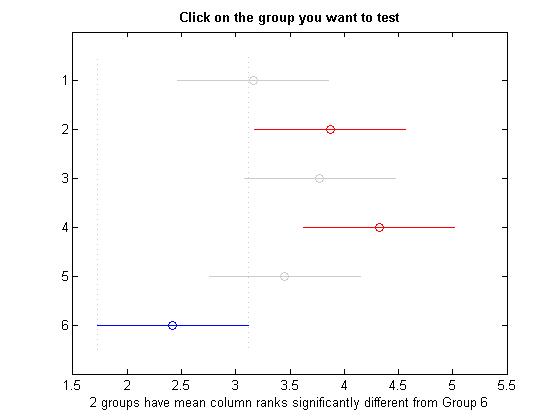 Click on the group you want to test
1
2
3
4
5
6
1.5 2 2.5 3 3.5 4 4.5 5 5.5
2 groups have mean column ranks significantly different from Group 6